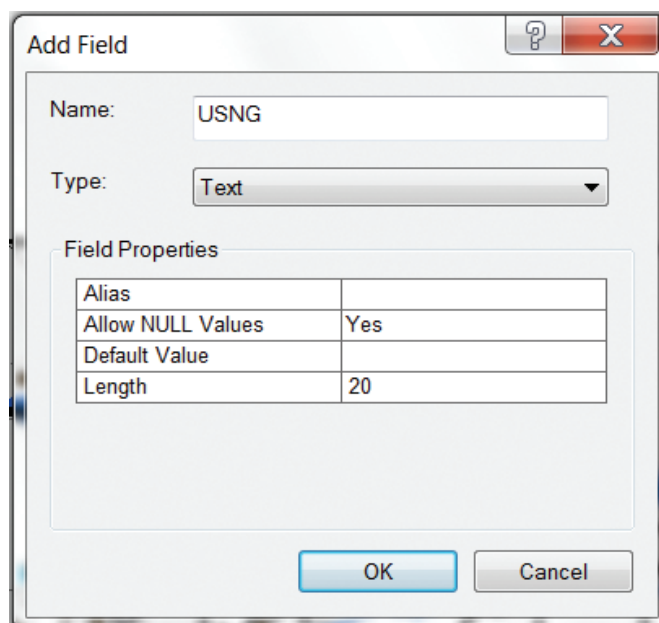 Add Field
Name: USNG
Type: Text
Field Properties
Alias
Allow NULL Values Yes
Default Value
Length 20
OK Cancel